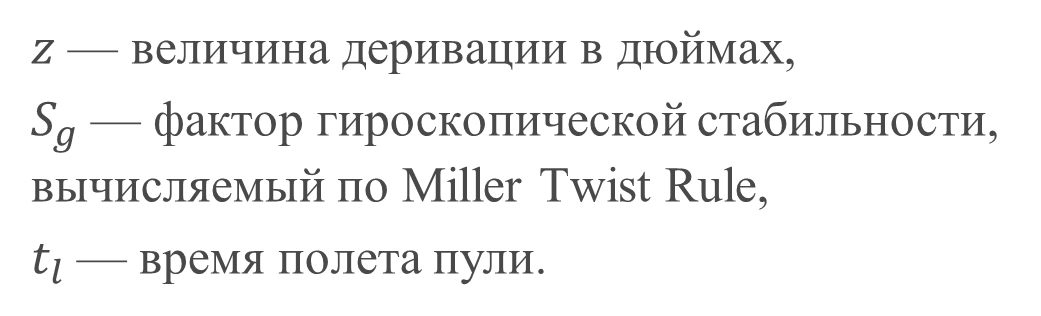 z — величина деривации в дюймах,
S_g — фактор гироскопической стабильности,
вычисляемый по Miller Twist Rule,
t_l — время полета пули.